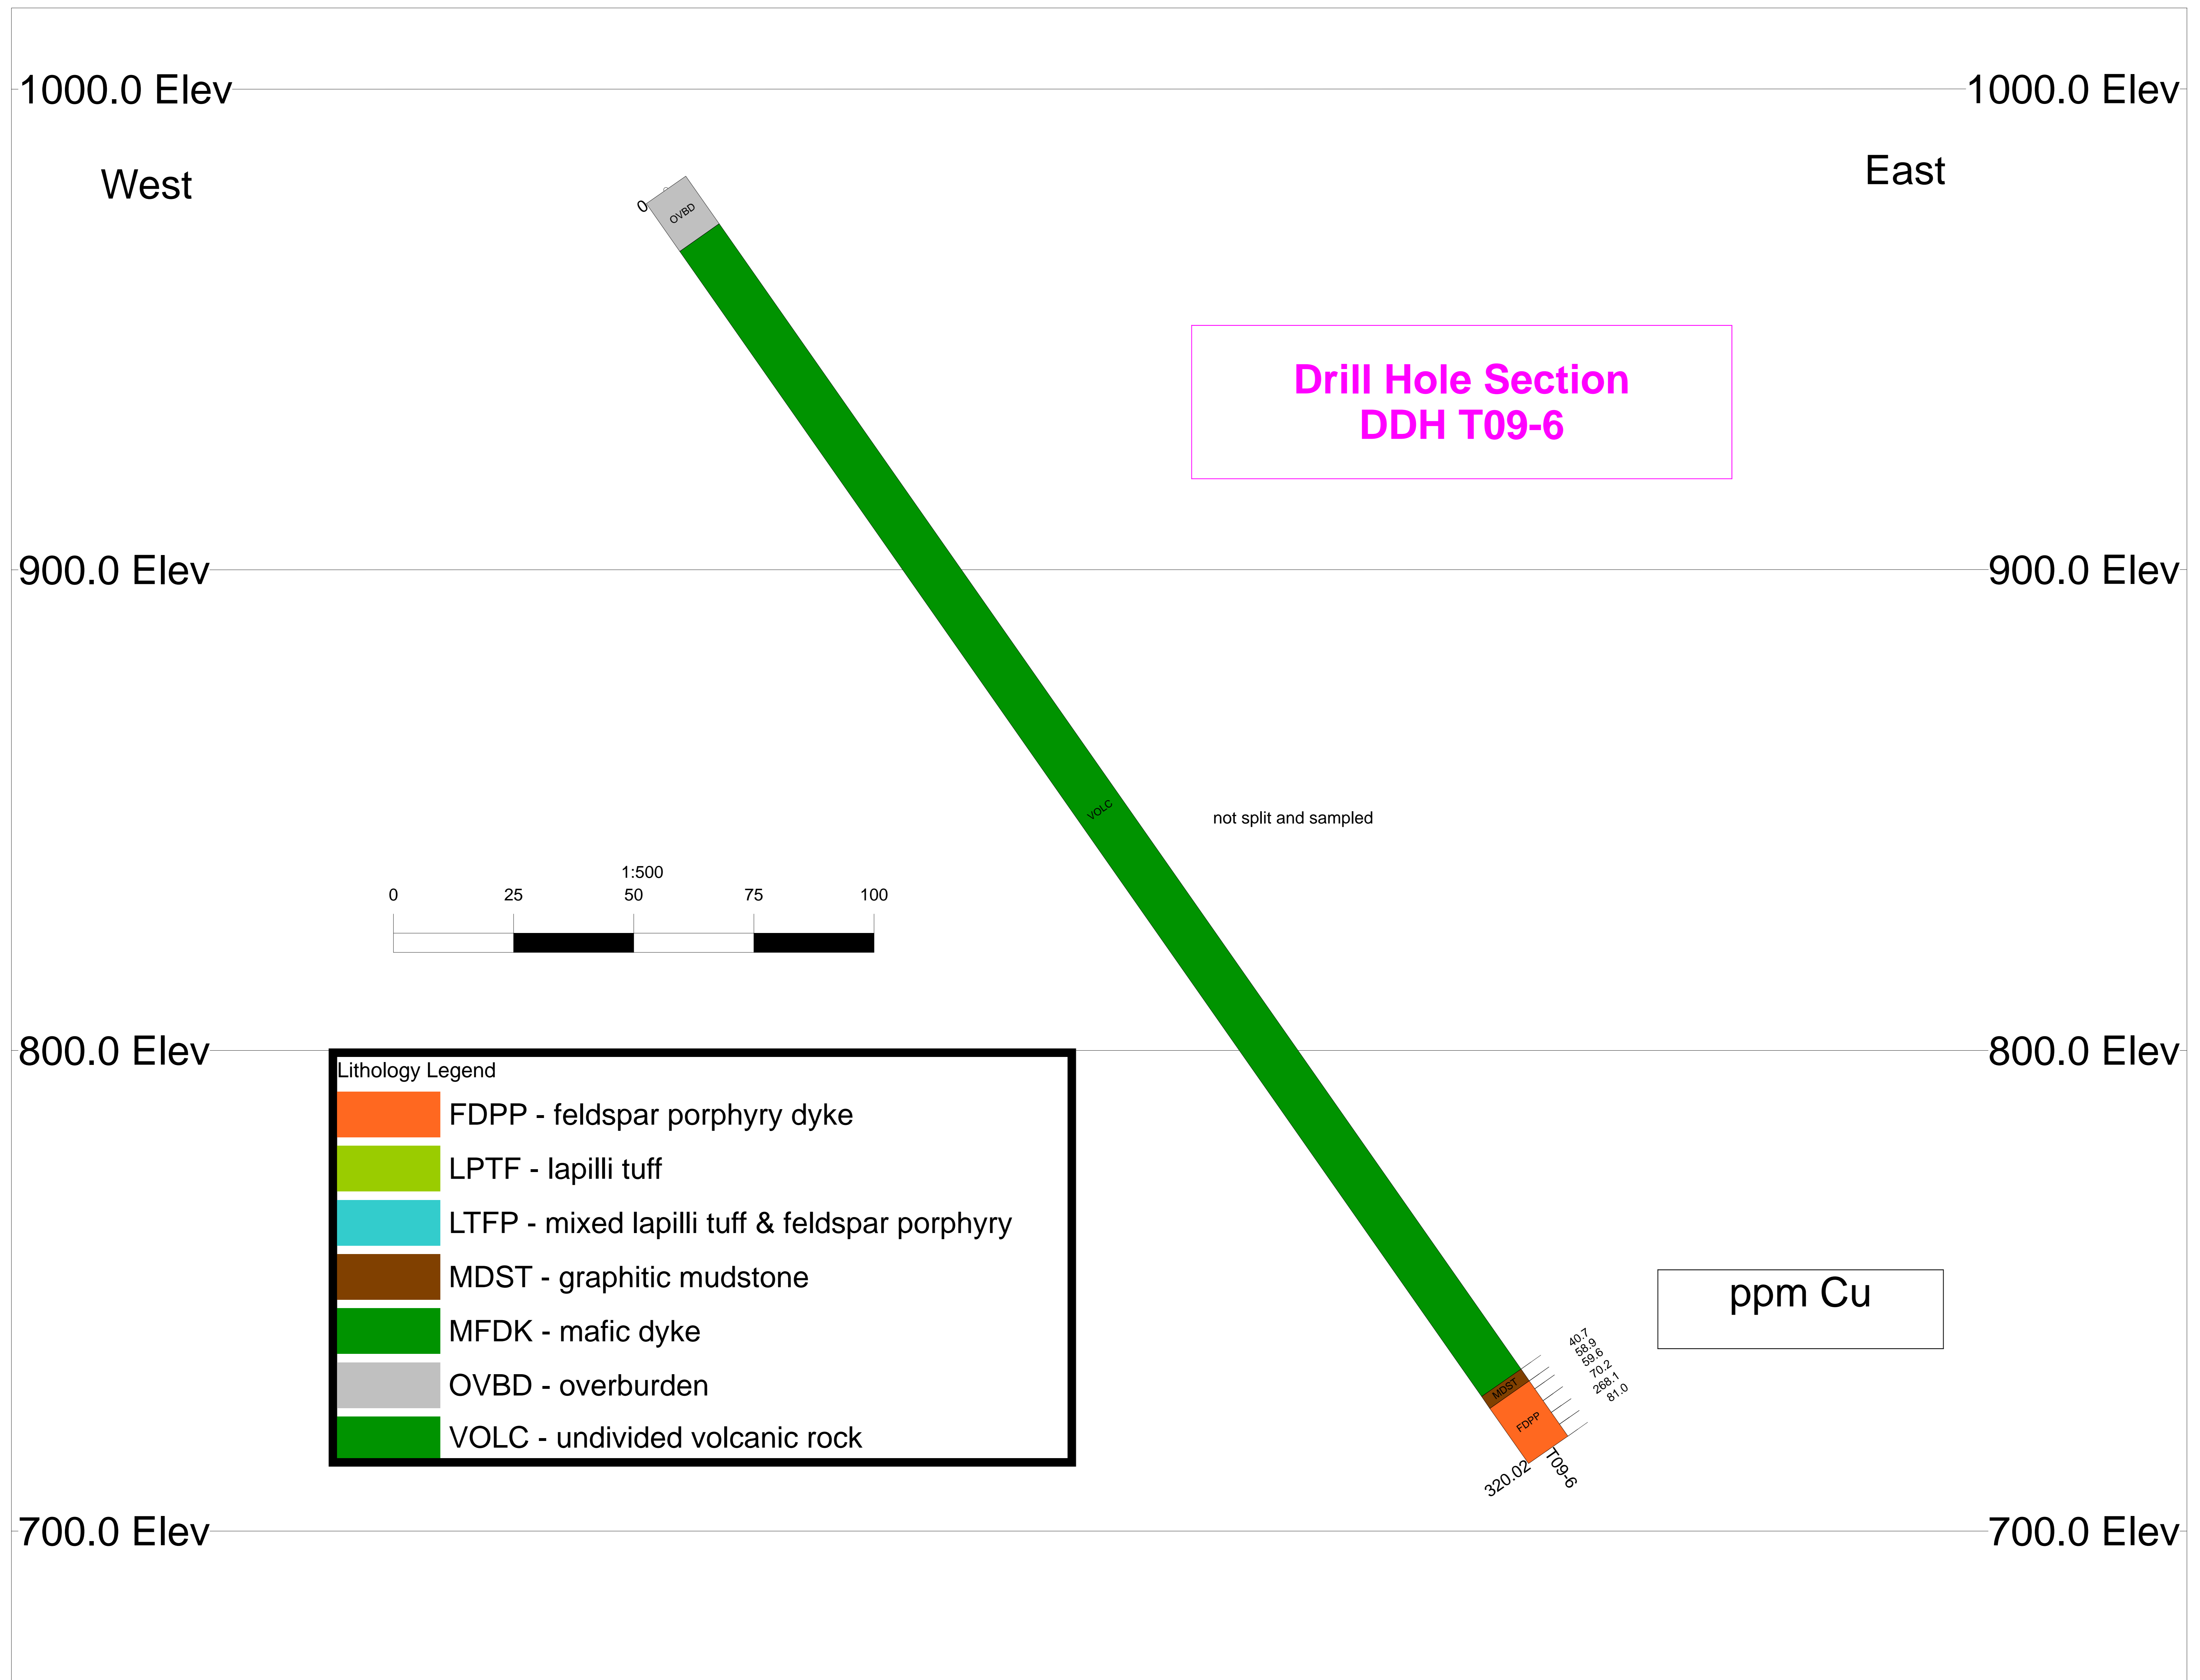 1000.0 Elev
1000.0 Elev
West
East
0
OVBD
Drill Hole Section
DDH T09-6
900.0 Elev
900.0 Elev
VOLC
not split and sampled
1:500
0 25 50 75 100
800.0 Elev
800.0 Elev
Lithology Legend
FDPP - feldspar porphyry dyke
LPTF - lapilli tuff
LTFP - mixed lapilli tuff & feldspar porphyry
MDST - graphitic mudstone
MFDK - mafic dyke
OVBD - overburden
VOLC - undivided volcanic rock
ppm Cu
40.7
58.9
59.6
70.2
268.1
81.0
MDST
FDPP
320.02
T09-6
700.0 Elev
700.0 Elev